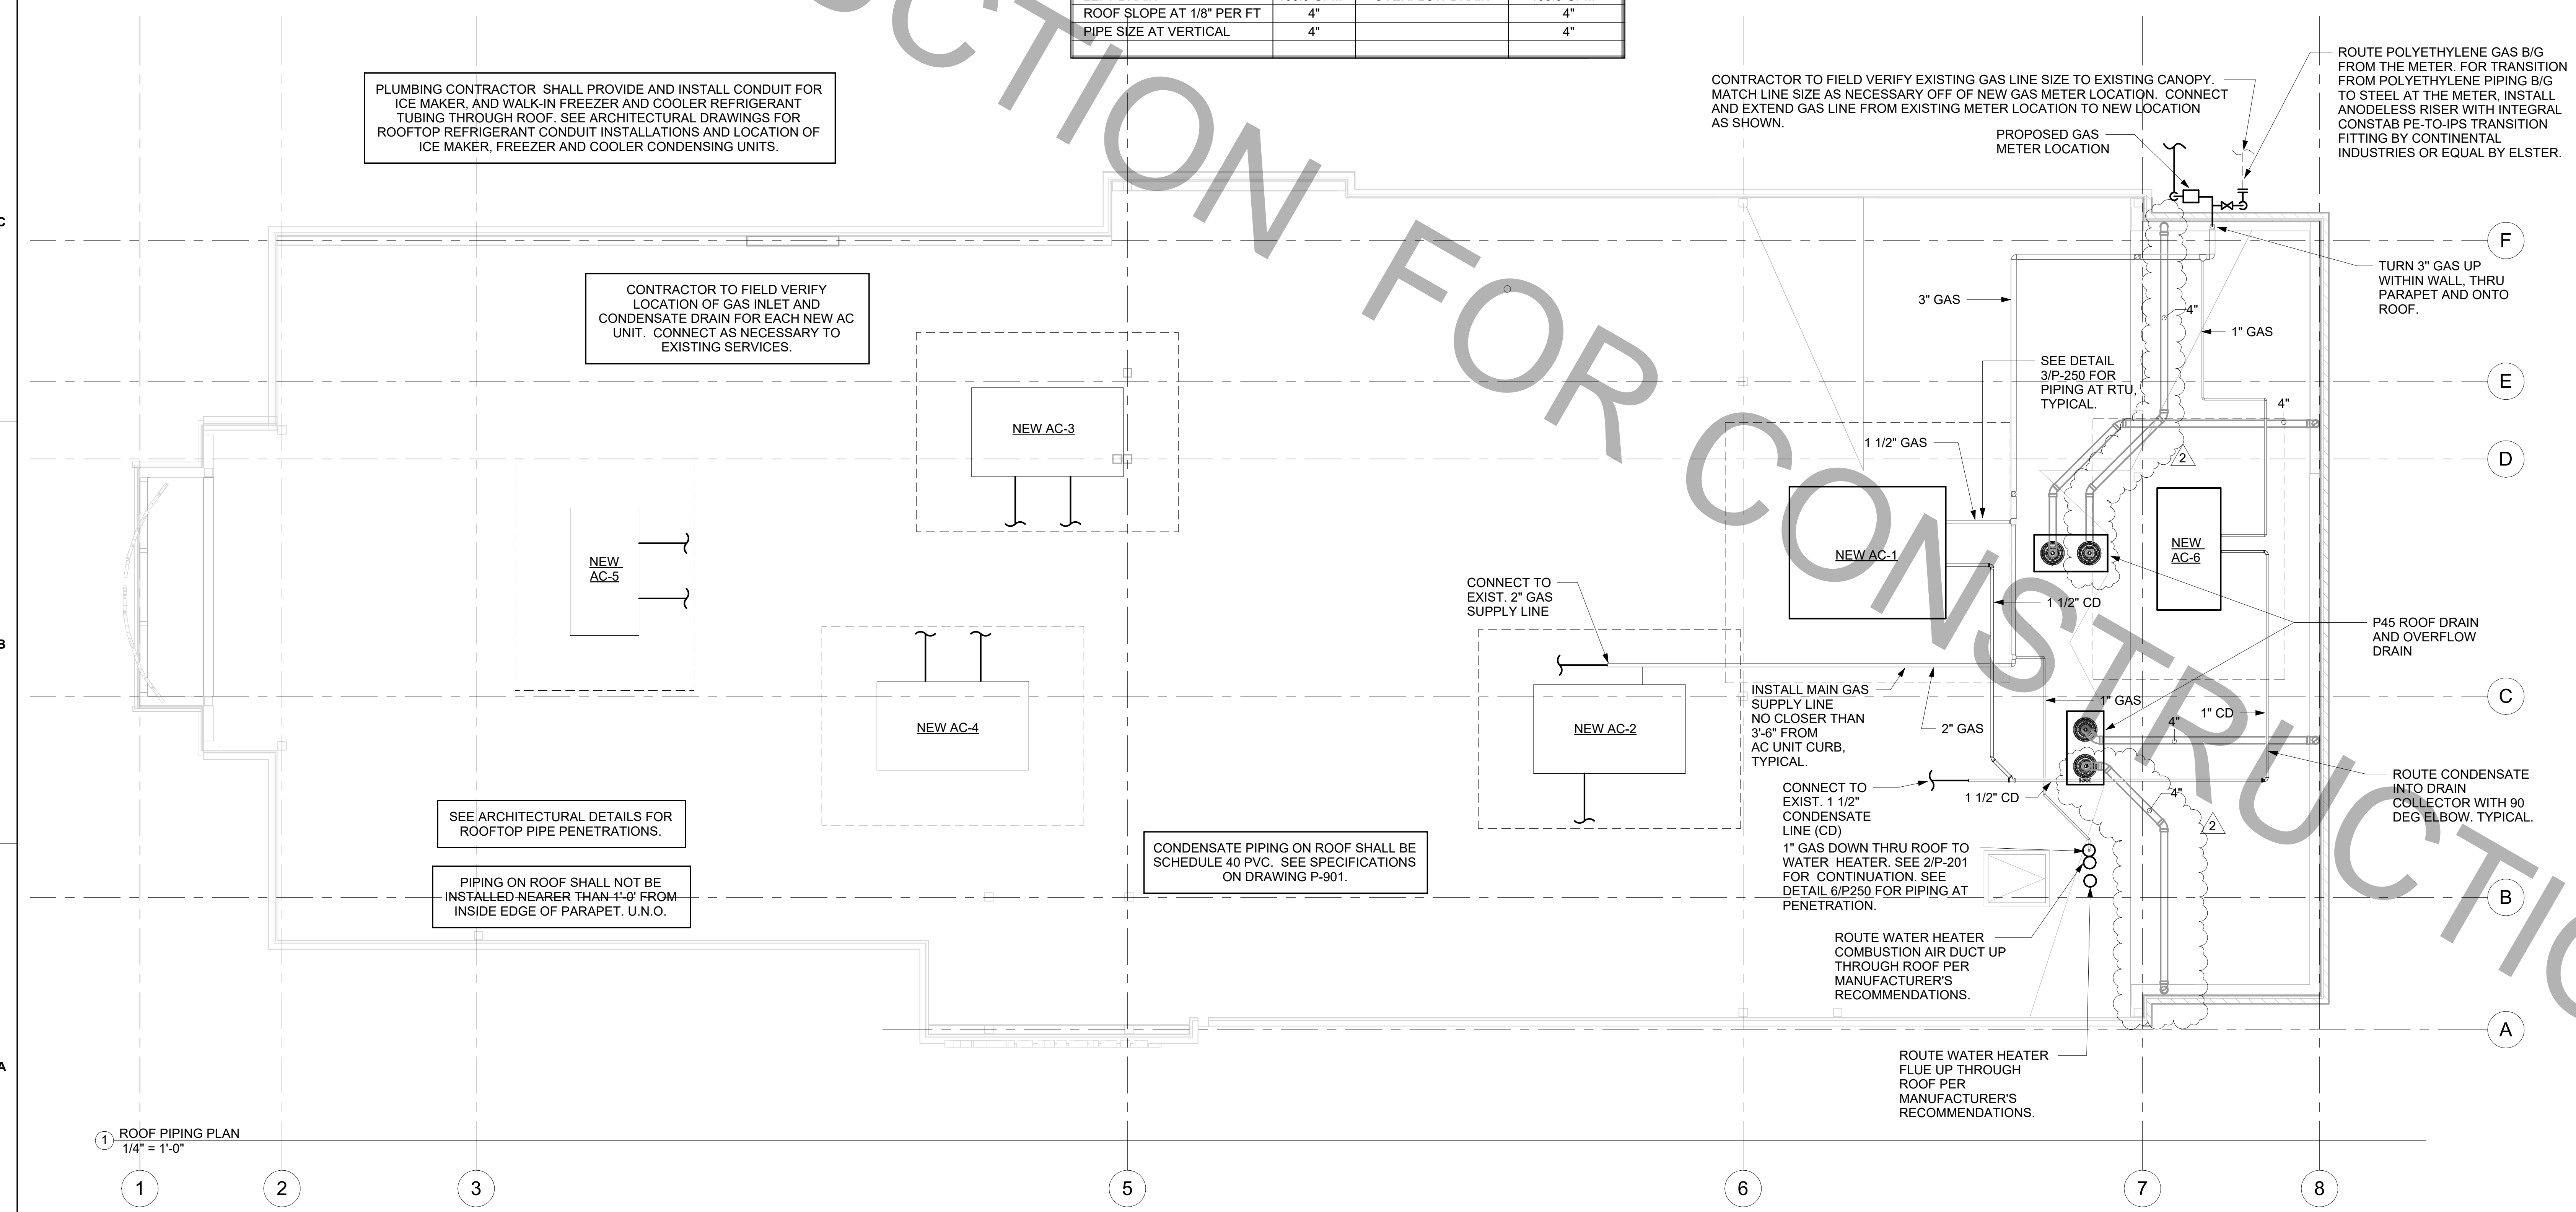 ROOF SLOPE AT 1/8" PER FT 4" 4"
PIPE SIZE AT VERTICAL 4" 4"
PLUMBING CONTRACTOR SHALL PROVIDE AND INSTALL CONDUIT FOR
ICE MAKER, AND WALK-IN FREEZER AND COOLER REFRIGERANT
TUBING THROUGH ROOF. SEE ARCHITECTURAL DRAWINGS FOR
ROOFTOP REFRIGERANT CONDUIT INSTALLATIONS AND LOCATION OF
ICE MAKER, FREEZER AND COOLER CONDENSING UNITS.
CONTRACTOR TO FIELD VERIFY EXISTING GAS LINE SIZE TO EXISTING CANOPY.
MATCH LINE SIZE AS NECESSARY OFF OF NEW GAS METER LOCATION. CONNECT
AND EXTEND GAS LINE FROM EXISTING METER LOCATION TO NEW LOCATION
AS SHOWN.
PROPOSED GAS
METER LOCATION
ROUTE POLYETHYLENE GAS B/G
FROM THE METER. FOR TRANSITION
FROM POLYETHYLENE PIPING B/G
TO STEEL AT THE METER, INSTALL
ANODELESS RISER WITH INTEGRAL
CONSTAB PE-TO-IPS TRANSITION
FITTING BY CONTINENTAL
INDUSTRIES OR EQUAL BY ELSTER.
C
F
CONTRACTOR TO FIELD VERIFY
LOCATION OF GAS INLET AND
CONDENSATE DRAIN FOR EACH NEW AC
UNIT. CONNECT AS NECESSARY TO
EXISTING SERVICES.
TURN 3" GAS UP
WITHIN WALL, THRU
PARAPET AND ONTO
ROOF.
3" GAS
4"
1" GAS
SEE DETAIL
3/P-250 FOR
PIPING AT RTU,
TYPICAL.
E
4"
NEW AC-3
1 1/2" GAS
2
D
NEW
AC-5
NEW AC-1
NEW
AC-6
CONNECT TO
EXIST. 2" GAS
SUPPLY LINE
1 1/2" CD
P45 ROOF DRAIN
AND OVERFLOW
DRAIN
B
INSTALL MAIN GAS
SUPPLY LINE
NO CLOSER THAN
3'-6" FROM
AC UNIT CURB,
TYPICAL.
C
1" GAS
1" CD
4"
NEW AC-4
NEW AC-2
2" GAS
ROUTE CONDENSATE
INTO DRAIN
COLLECTOR WITH 90
DEG ELBOW. TYPICAL.
CONNECT TO
EXIST. 1 1/2"
CONDENSATE
LINE (CD)
1 1/2" CD
4"
2
SEE ARCHITECTURAL DETAILS FOR
ROOFTOP PIPE PENETRATIONS.
CONDENSATE PIPING ON ROOF SHALL BE
SCHEDULE 40 PVC. SEE SPECIFICATIONS
ON DRAWING P-901.
1" GAS DOWN THRU ROOF TO
WATER HEATER. SEE 2/P-201
FOR CONTINUATION. SEE
DETAIL 6/P250 FOR PIPING AT
PENETRATION.
PIPING ON ROOF SHALL NOT BE
INSTALLED NEARER THAN 1'-0' FROM
INSIDE EDGE OF PARAPET. U.N.O.
B
ROUTE WATER HEATER
COMBUSTION AIR DUCT UP
THROUGH ROOF PER
MANUFACTURER'S
RECOMMENDATIONS.
A
A
ROUTE WATER HEATER
FLUE UP THROUGH
ROOF PER
MANUFACTURER'S
RECOMMENDATIONS.
1 ROOF PIPING PLAN
1/4" = 1'-0"
1 2 3 5 6 7 8
FOR CONSTRUCTION